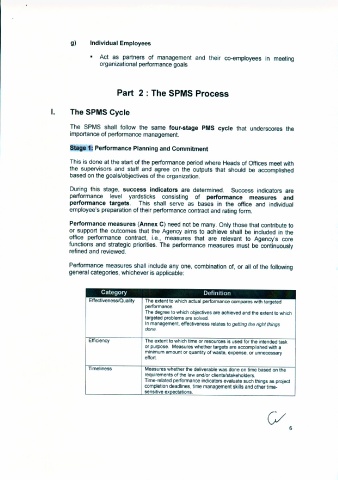 g) Individual Employees
• Act as partners of management and their co-employees in meeting
organizational performance goals
Part 2 : The SPMS Process
I. The SPMS Cycle
The SPMS shall follow the same four-stage PMS cycle that underscores the
importance of performance management.
Stage 1: Performance Planning and Commitment
This is done at the start of the performance period where Heads of Offices meet with
the supervisors and staff and agree on the outputs that should be accomplished
based on the goals/objectives of the organization.
During this stage, success indicators are determined. Success indicators are
performance level yardsticks consisting of performance measures and
performance targets. This shall serve as bases in the office and individual
employee's preparation of their performance contract and rating form.
Performance measures (Annex C) need not be many. Only those that contribute to
or support the outcomes that the Agency aims to achieve shall be included in the
office performance contract, i.e., measures that are relevant to Agency's core
functions and strategic priorities. The performance measures must be continuously
refined and reviewed.
Performance measures shall include any one, combination of, or all of the following
general categories, whichever is applicable:
Category Definition
Effectiveness/Quality The extent to which actual performance compares with targeted
performance.
The degree to which objectives are achieved and the extent to which
targeted problems are solved.
In management, effectiveness relates to getting the right things
done.
Efficiency The extent to which time or resources is used for the intended task
or purpose. Measures whether targets are accomplished with a
minimum amount or quantity of waste, expense, or unnecessary
effort.
Timeliness Measures whether the deliverable was done on time based on the
requirements of the law and/or clients/stakeholders.
Time-related performance indicators evaluate such things as project
completion deadlines, time management skills and other time-
sensitive expectations.
6